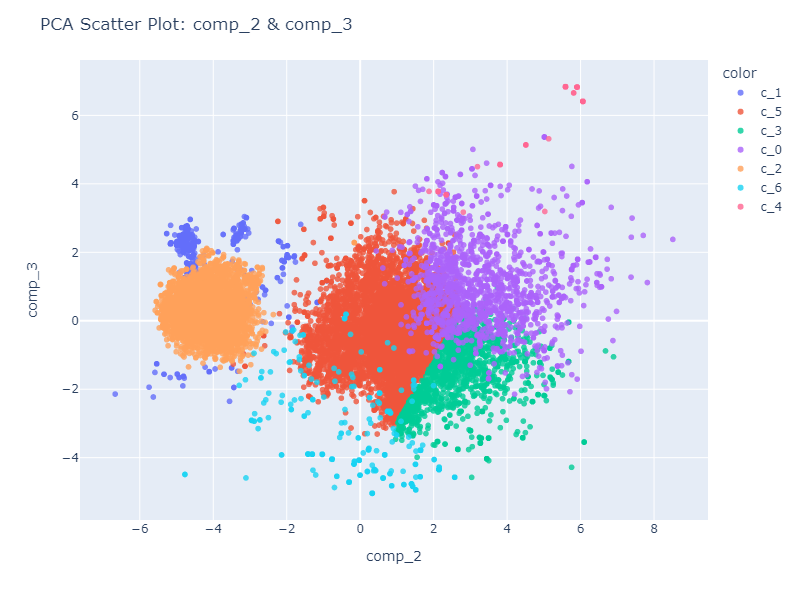 PCA Scatter Plot: comp_2 & comp_3
color
c_1
c_5
c_3
c_0
c_2
c_6
c_4
6
4
2
0
−2
−4
comp_3
−6 −4 −2 0 2 4 6 8
comp_2